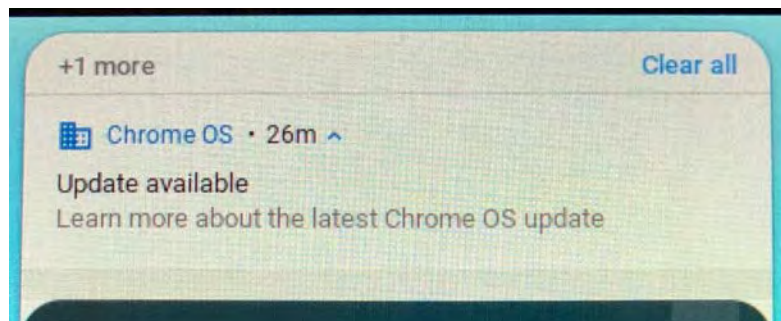 +1 more Clear all
Chrome OS • 26m
Update available
Learn more about the latest Chrome OS update